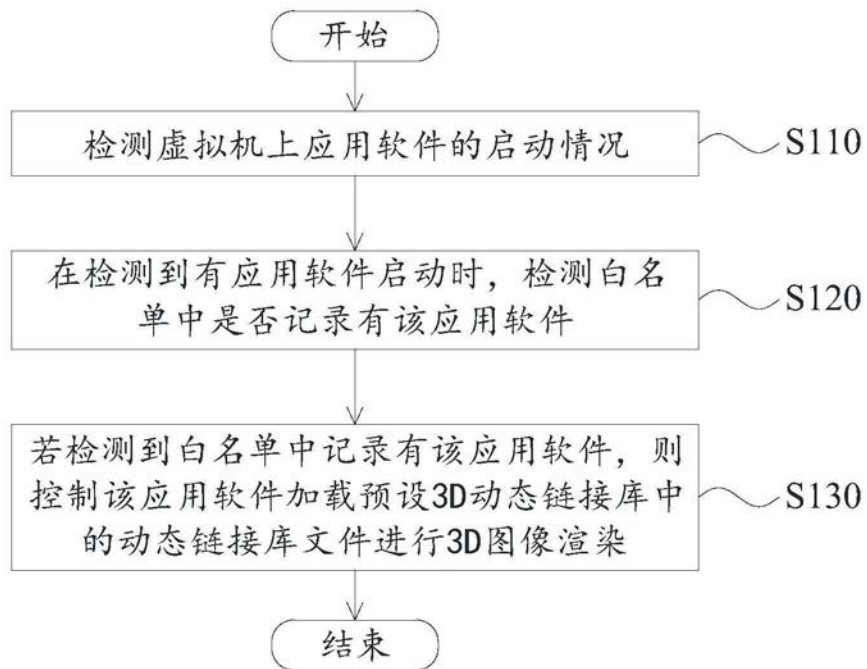 开始
检测虚拟机上应用软件的启动情况
S110
在检测到有应用软件启动时，检测白名
单中是否记录有该应用软件
S120
若检测到白名单中记录有该应用软件，则
控制该应用软件加载预设3D动态链接库中
的动态链接库文件进行3D图像渲染
S130
结束